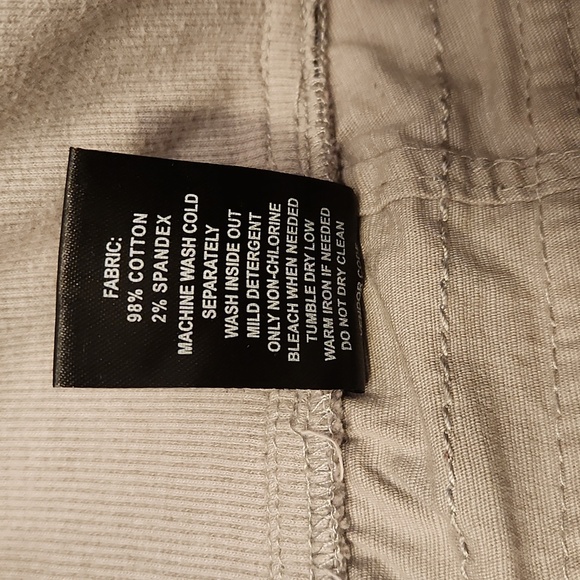 FABRIC:
98% COTTON
2% SPANDEX
MACHINE WASH COLD
SEPARATELY
WASH INSIDE OUT
MILD DETERGENT
ONLY NON-CHLORINE
BLEACH WHEN NEEDED
TUMBLE DRY LOW
WARM IRON IF NEEDED
DO NOT DRY CLEAN